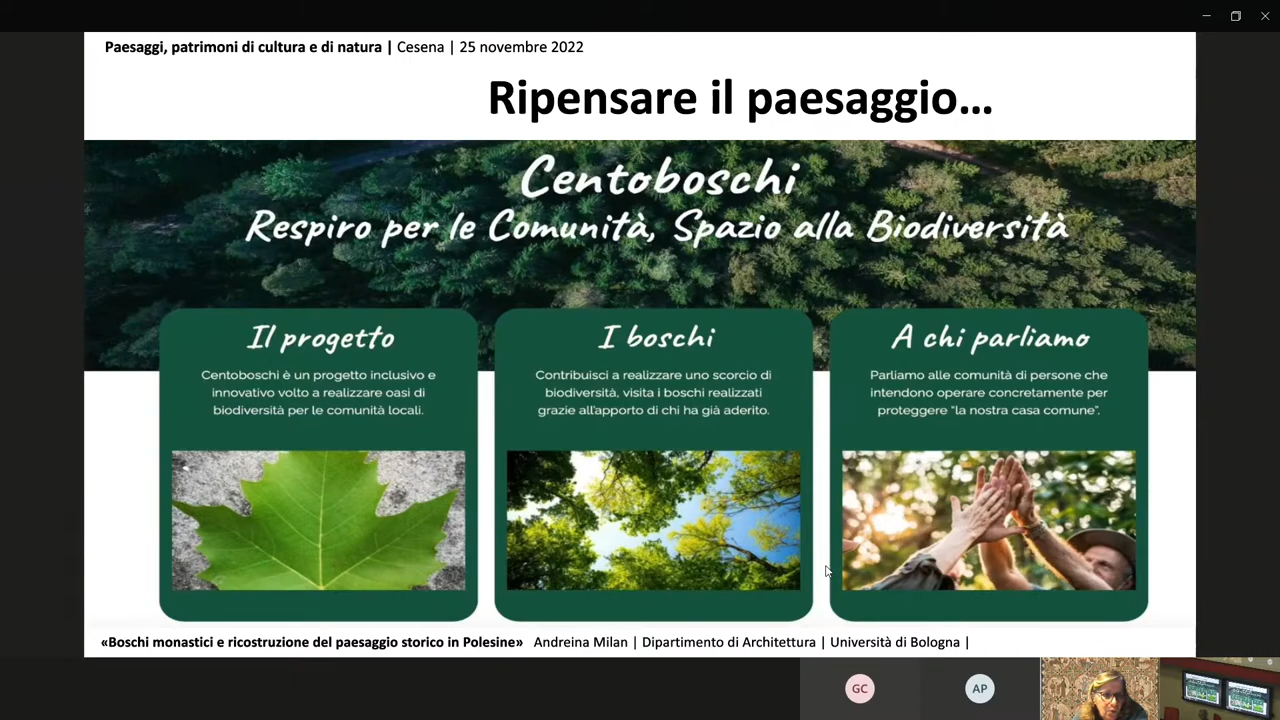 Paesaggi, patrimoni di cultura e di natura | Cesena | 25 novembre 2022
Ripensare il paesaggio...
Centoboschi
Respiro per le Comunità, Spazio alla Biodiversità
Il progetto
Centoboschi è un progetto inclusivo e
innovativo volto a realizzare oasi di
biodiversità per le comunità locali.
I boschi
Contribuisci a realizzare uno scorcio di
biodiversità, visita i boschi realizzati
grazie all'apporto di chi ha già aderito.
A chi parliamo
Parliamo alle comunità di persone che
intendono operare concretamente per
proteggere "la nostra casa comune".
«Boschi monastici e ricostruzione del paesaggio storico in Polesine» Andreina Milan | Dipartimento di Architettura | Università di Bologna |
GC
AP